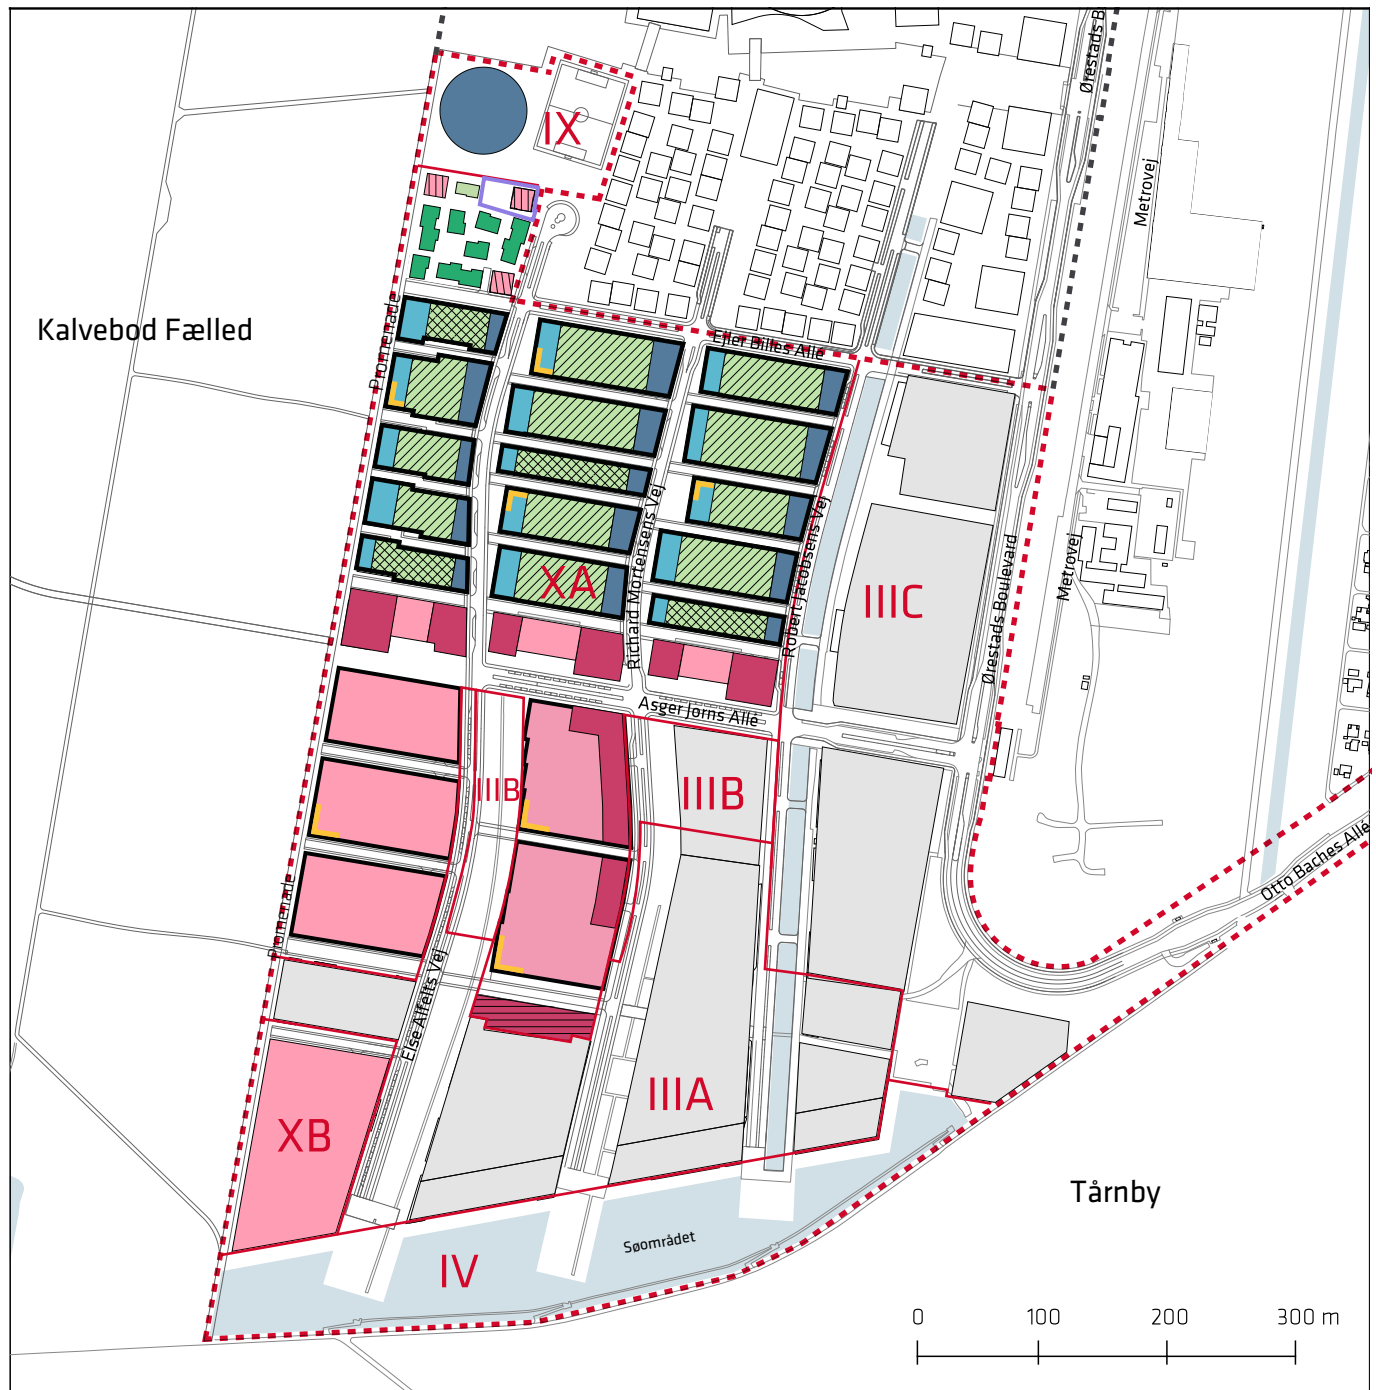 Ørestads B
IX
Metrovej
Kalvebod Fælled
Promenade
Ejler Billes Allé
Richard Mortensens Vej
Robert Jacobsens Vej
XA
IIIC
Metrovej
Ørestads Boulevard
Asger Jorns Allé
IIIB
IIIB
Otto Baches Allé
Promenade
Else Alfelts Vej
IIIA
XB
Tårnby
Søområdet
IV
0 100 200 300 m